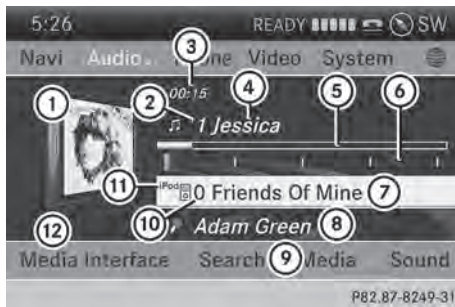 5:26 READY SW
Navi Audio Phone Video System
3
00:15
1 2 4 5 6
1 Jessica
11 iPod 0 Friends Of Mine 7
10 Adam Green 8
12 9
Media Interface Search Media Sound
P82.87-8249-31